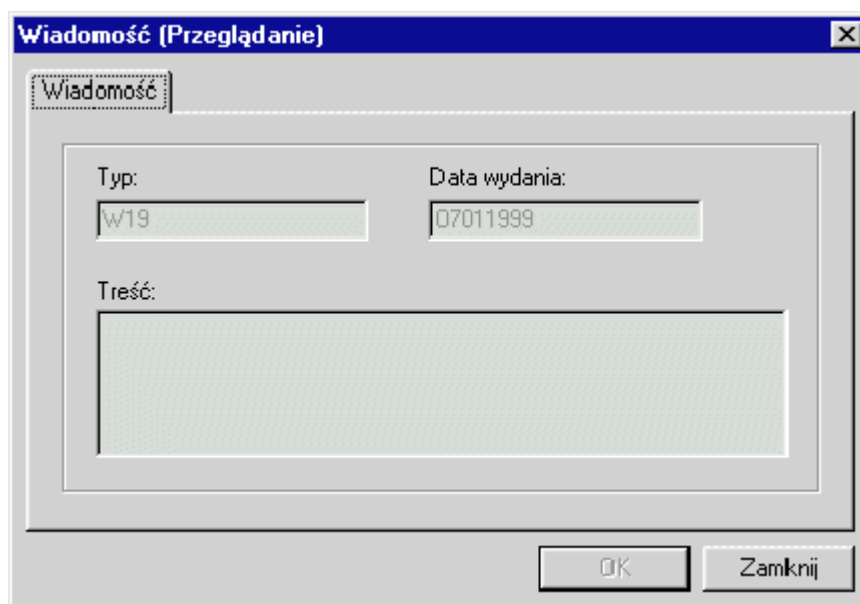 Wiadomość (Przeglądanie)
Wiadomość
Typ: Data wydania:
W19 07011999
Treść:
OK Zamknij